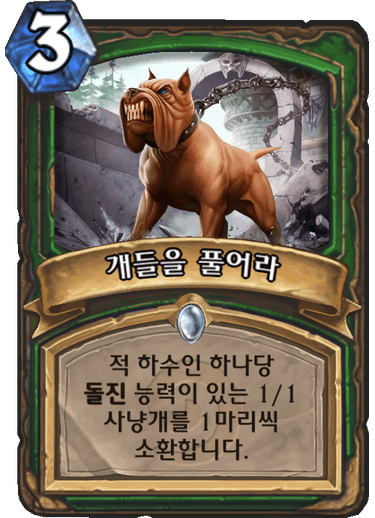 3
개들을 풀어라
적 하수인 하나당
돌진 능력이 있는 1/1
사냥개를 1마리씩
소환합니다.